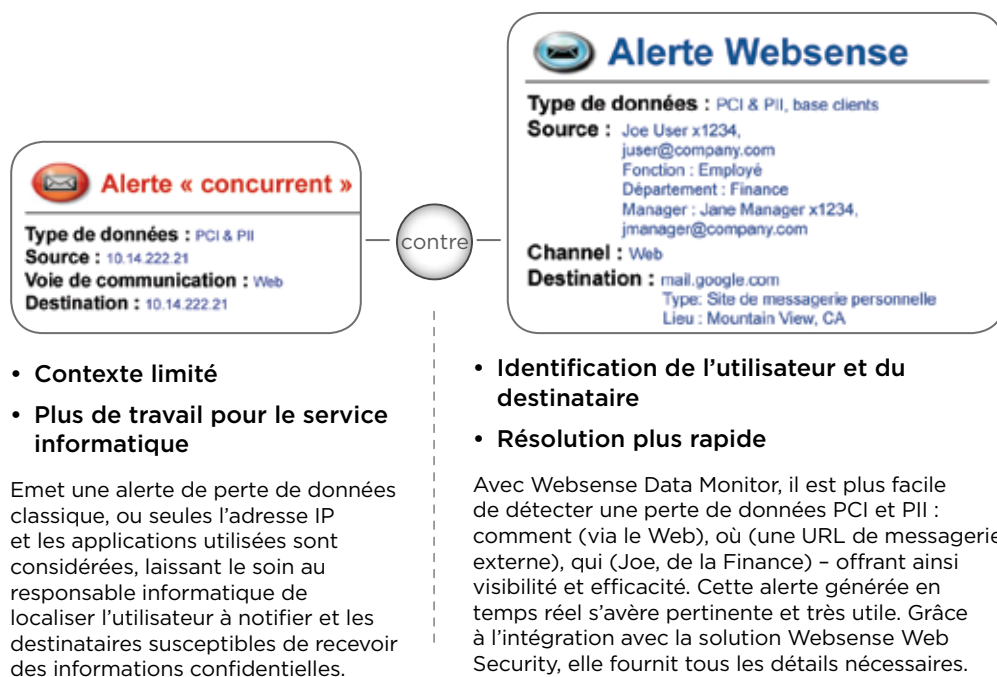 Alerte « concurrent »
Type de données : PCI & PII
Source : 10.14.222.21
Voie de communication : Web
Destination : 10.14.222.21
contre
Alerte Websense
Type de données : PCI & PII, base clients
Source : Joe User x1234,
juser@company.com
Fonction : Employé
Département : Finance
Manager : Jane Manager x1234,
jmanager@company.com
Channel : Web
Destination : mail.google.com
Type: Site de messagerie personnelle
Lieu : Mountain View, CA
• Contexte limité
• Plus de travail pour le service
informatique
Emet une alerte de perte de données
classique, ou seules l’adresse IP
et les applications utilisées sont
considérées, laissant le soin au
responsable informatique de
localiser l’utilisateur à notifier et les
destinataires susceptibles de recevoir
des informations confidentielles.
• Identification de l’utilisateur et du
destinataire
• Résolution plus rapide
Avec Websense Data Monitor, il est plus facile
de détecter une perte de données PCI et PII :
comment (via le Web), où (une URL de messagerie
externe), qui (Joe, de la Finance) – offrant ainsi
visibilité et efficacité. Cette alerte générée en
temps réel s’avère pertinente et très utile. Grâce
à l’intégration avec la solution Websense Web
Security, elle fournit tous les détails nécessaires.